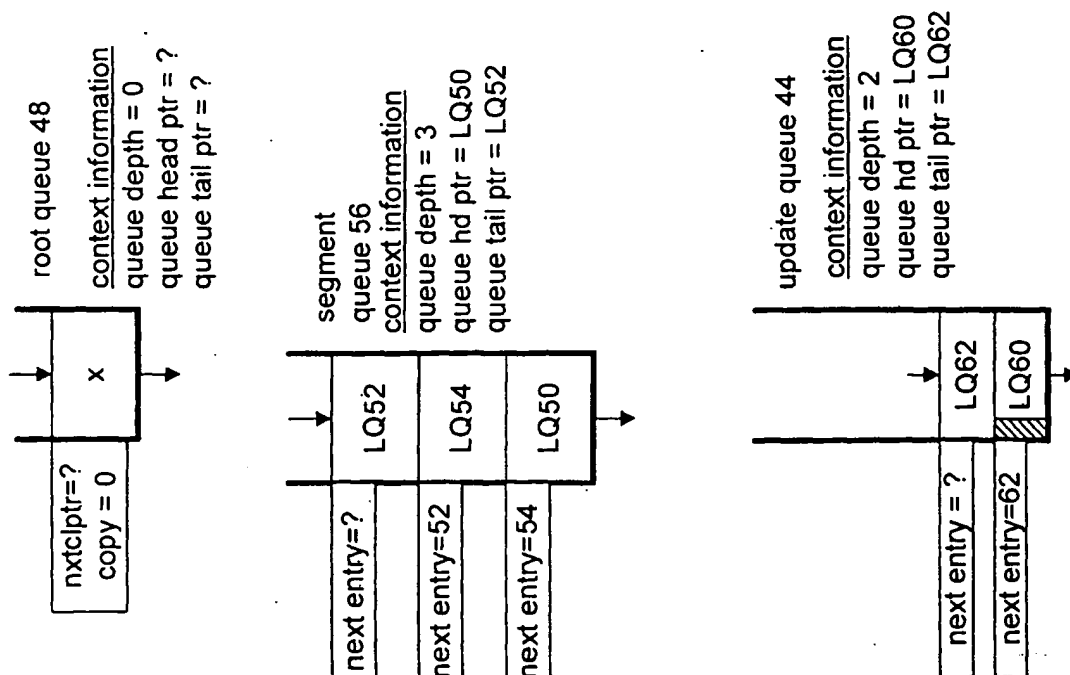 root queue 48
context information
queue depth = 0
queue head ptr = ?
queue tail ptr = ?
x
nxtclptr=?
copy = 0
segment
queue 56
context information
queue depth = 3
queue hd ptr = LQ50
queue tail ptr = LQ52
LQ52
LQ54
LQ50
next entry=?
next entry=52
next entry=54
update queue 44
context information
queue depth = 2
queue hd ptr = LQ60
queue tail ptr = LQ62
LQ62
LQ60
next entry = ?
next entry=62